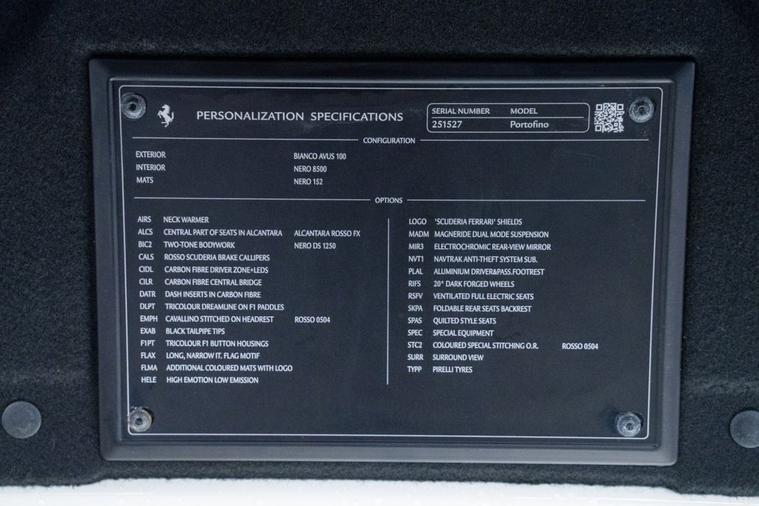 PERSONALIZATION SPECIFICATIONS
SERIAL NUMBER MODEL
251527 Portofino
CONFIGURATION
EXTERIOR BIANCO AVUS 100
INTERIOR NERO 8500
MATS NERO 152
OPTIONS
AIRS NECK WARMER
ALCS CENTRAL PART OF SEATS IN ALCANTARA ALCANTARA ROSSO FX
BIC2 TWO-TONE BODYWORK NERO DS 1250
CALS ROSSO SCUDERIA BRAKE CALLIPERS
CIDL CARBON FIBRE DRIVER ZONE+LEDS
CILR CARBON FIBRE CENTRAL BRIDGE
DATR DASH INSERTS IN CARBON FIBRE
DLPT TRICOLOUR DREAMLINE ON F1 PADDLES
EMPH CAVALLINO STITCHED ON HEADREST ROSSO 0504
EXAB BLACK TAILPIPE TIPS
F1PT TRICOLOUR F1 BUTTON HOUSINGS
FLAX LONG, NARROW IT. FLAG MOTIF
FLMA ADDITIONAL COLOURED MATS WITH LOGO
HELE HIGH EMOTION LOW EMISSION
LOGO 'SCUDERIA FERRARI' SHIELDS
MADM MAGNERIDE DUAL MODE SUSPENSION
MIR3 ELECTROCHROMIC REAR-VIEW MIRROR
NVT1 NAVTRAK ANTI-THEFT SYSTEM SUB.
PLAL ALUMINIUM DRIVER&PASS.FOOTREST
RIFS 20" DARK FORGED WHEELS
RSFV VENTILATED FULL ELECTRIC SEATS
SKPA FOLDABLE REAR SEATS BACKREST
SPAS QUILTED STYLE SEATS
SPEC SPECIAL EQUIPMENT
STC2 COLOURED SPECIAL STITCHING O.R. ROSSO 0504
SURR SURROUND VIEW
TYPP PIRELLI TYRES